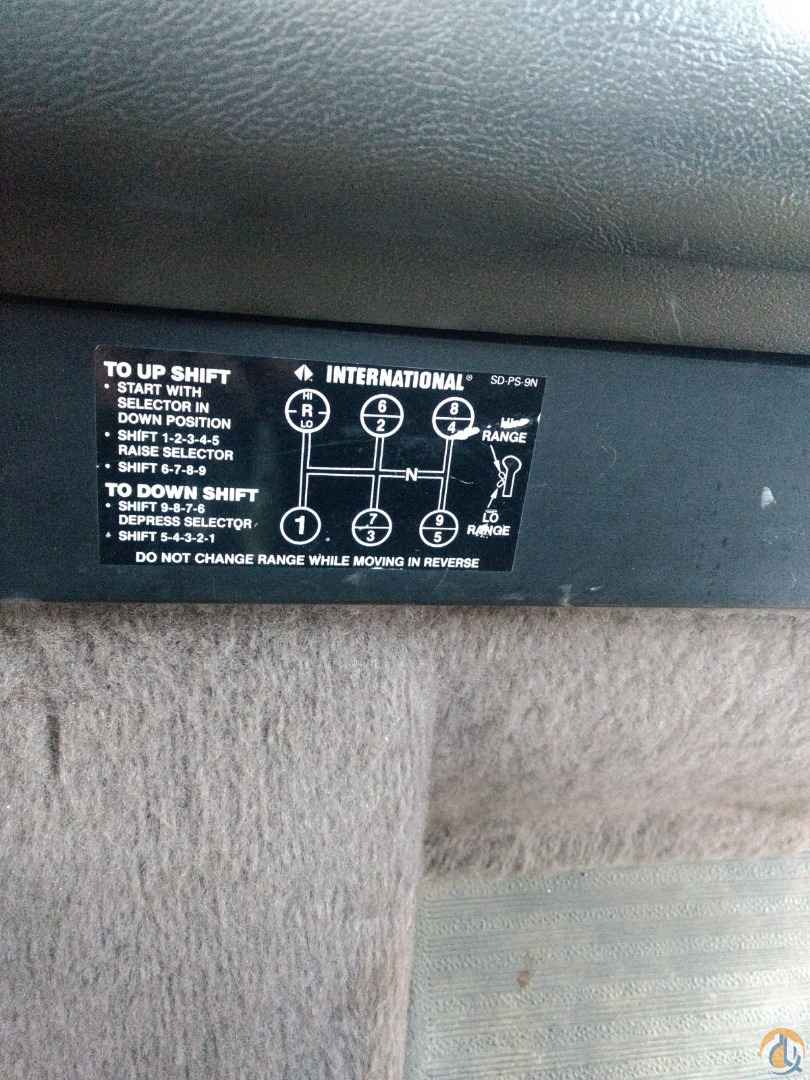 TO UP SHIFT
• START WITH
SELECTOR IN
DOWN POSITION
• SHIFT 1-2-3-4-5
RAISE SELECTOR
• SHIFT 6-7-8-9
TO DOWN SHIFT
• SHIFT 9-8-7-6
DEPRESS SELECTOR
• SHIFT 5-4-3-2-1
INTERNATIONAL®
SD-PS-9N
HI
R
LO
6
2
8
4
HI
RANGE
N
1
7
3
9
5
LO
RANGE
DO NOT CHANGE RANGE WHILE MOVING IN REVERSE